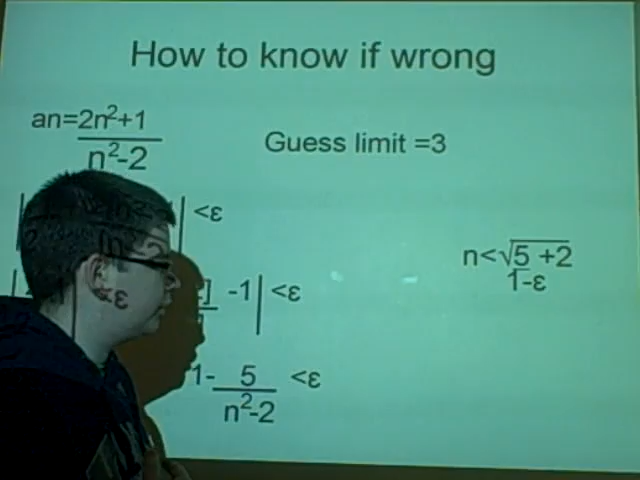 How to know if wrong
an=2n²+1
n²-2
Guess limit =3
<ε
-1 <ε
<ε
1- 5 <ε
n²-2
n<√5 +2
1-ε